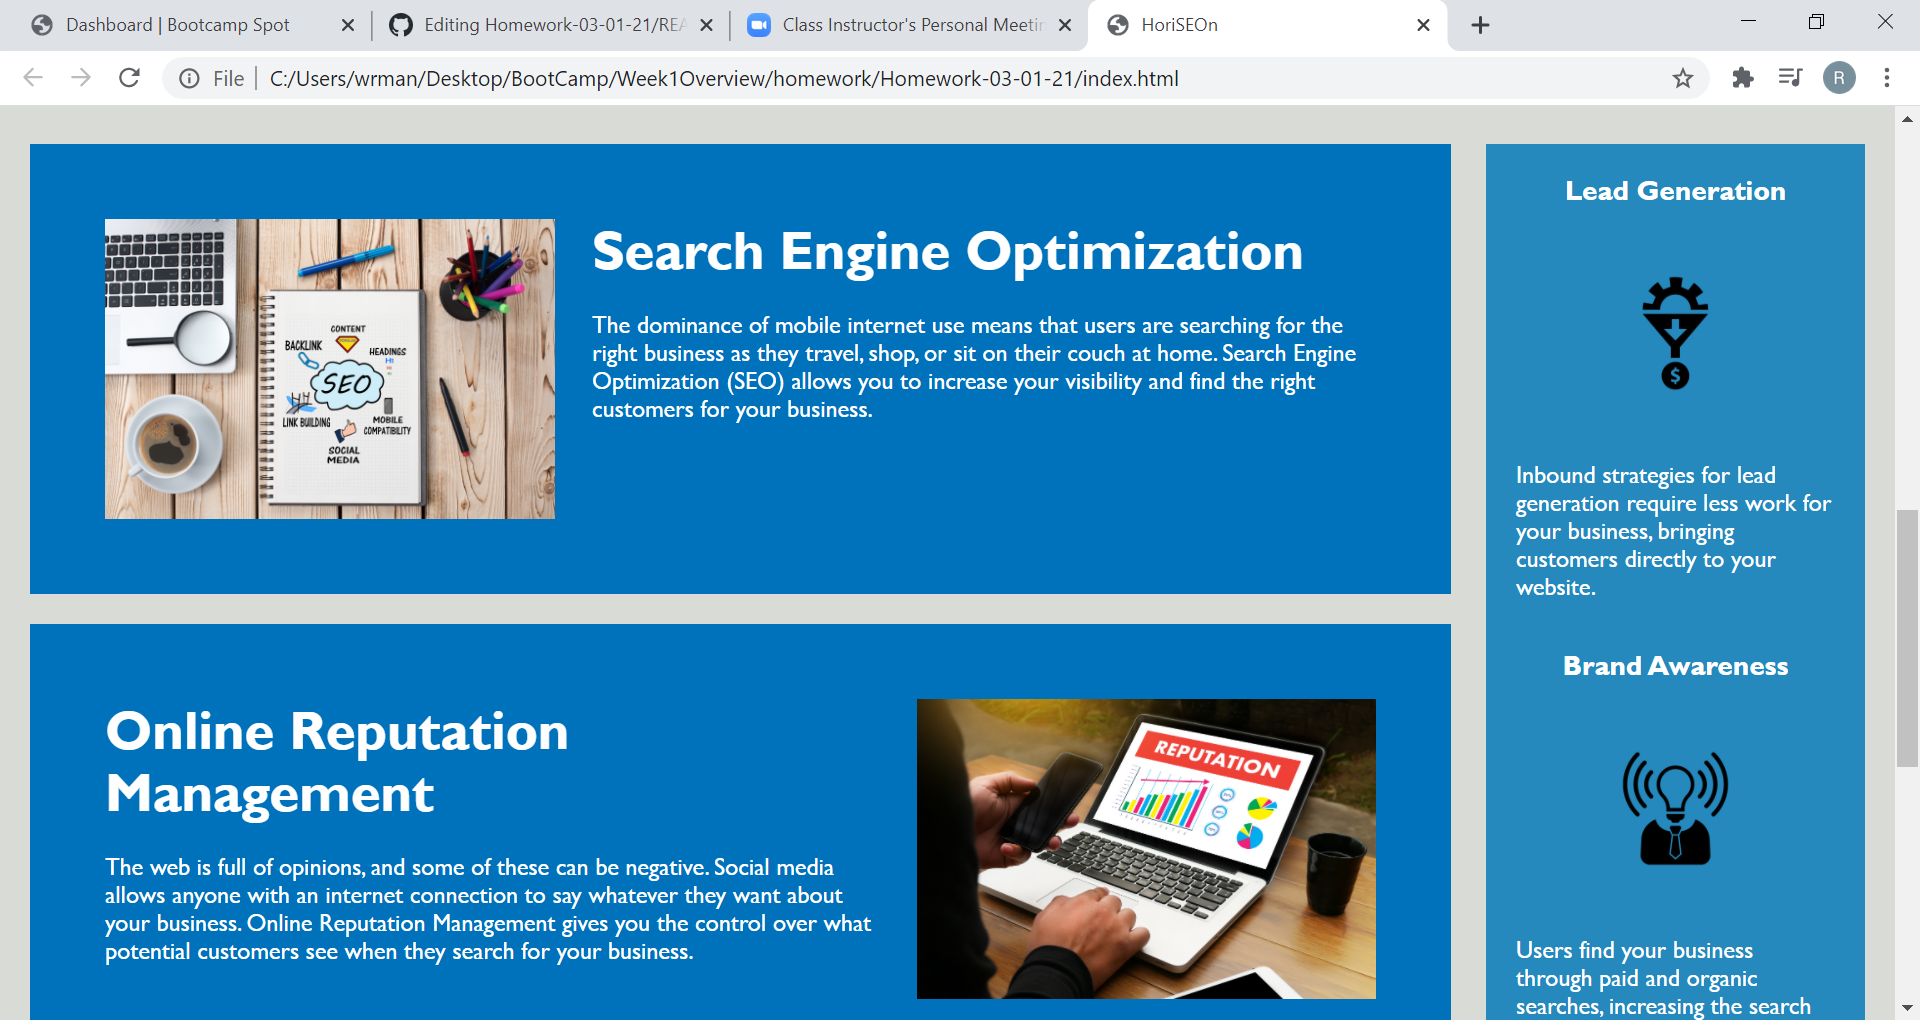 Dashboard | Bootcamp Spot
Editing Homework-03-01-21/REA
Class Instructor's Personal Meetin
HoriSEOn
File
C:/Users/wrman/Desktop/BootCamp/Week1Overview/homework/Homework-03-01-21/index.html
R
CONTENT
BACKLINK
HEADINGS
H1
SEO
LINK BUILDING
MOBILE
COMPATIBILITY
SOCIAL
MEDIA
Search Engine Optimization
The dominance of mobile internet use means that users are searching for the
right business as they travel, shop, or sit on their couch at home. Search Engine
Optimization (SEO) allows you to increase your visibility and find the right
customers for your business.
Online Reputation
Management
The web is full of opinions, and some of these can be negative. Social media
allows anyone with an internet connection to say whatever they want about
your business. Online Reputation Management gives you the control over what
potential customers see when they search for your business.
REPUTATION
Lead Generation
$
Inbound strategies for lead
generation require less work for
your business, bringing
customers directly to your
website.
Brand Awareness
Users find your business
through paid and organic
searches, increasing the search